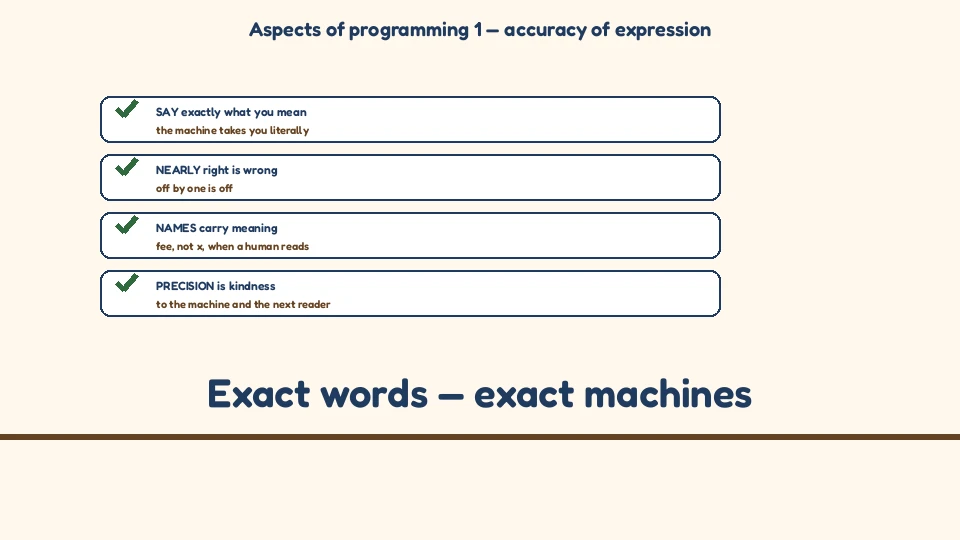 Aspects of programming 1 — accuracy of expression
SAY exactly what you mean
the machine takes you literally
NEARLY right is wrong
off by one is off
NAMES carry meaning
fee, not x, when a human reads
PRECISION is kindness
to the machine and the next reader
Exact words — exact machines